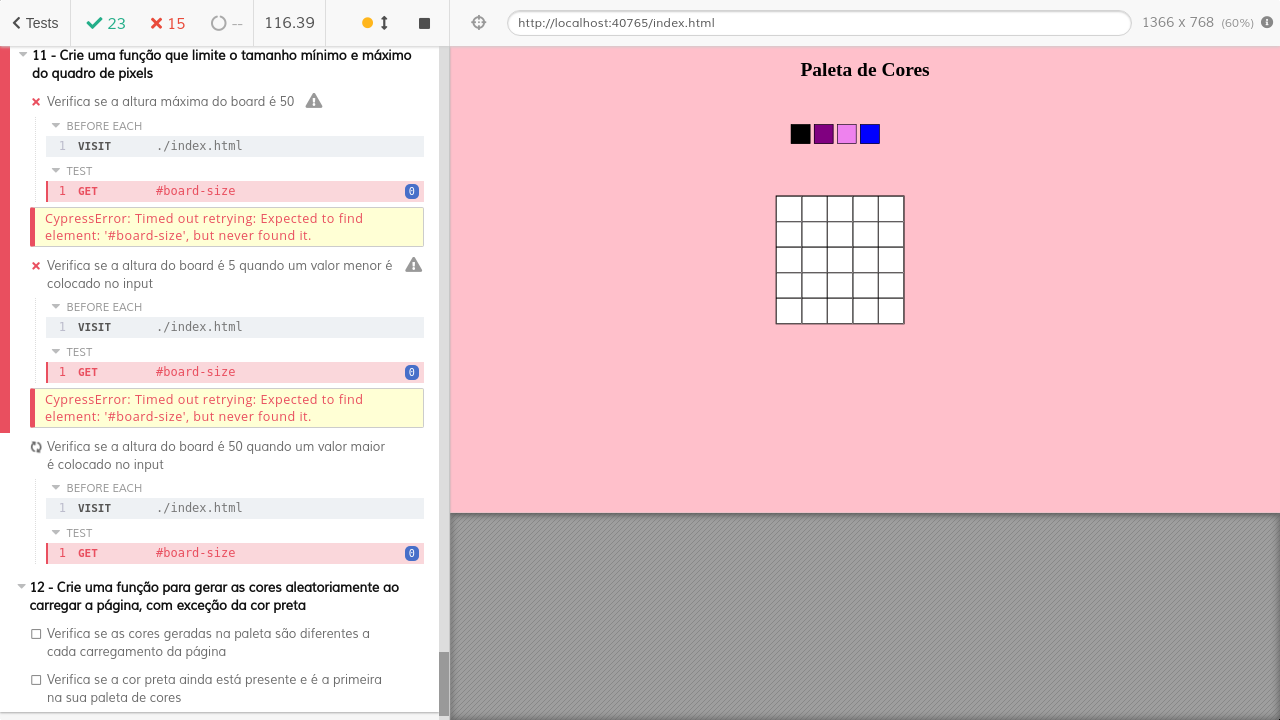 Tests 23 15 -- 116.39
http://localhost:40765/index.html 1366 x 768 (60%)
11 - Crie uma função que limite o tamanho mínimo e máximo
do quadro de pixels
Verifica se a altura máxima do board é 50
BEFORE EACH
1 VISIT ./index.html
TEST
1 GET #board-size 0
CypressError: Timed out retrying: Expected to find
element: '#board-size', but never found it.
Verifica se a altura do board é 5 quando um valor menor é
colocado no input
BEFORE EACH
1 VISIT ./index.html
TEST
1 GET #board-size 0
CypressError: Timed out retrying: Expected to find
element: '#board-size', but never found it.
Verifica se a altura do board é 50 quando um valor maior
é colocado no input
BEFORE EACH
1 VISIT ./index.html
TEST
1 GET #board-size 0
12 - Crie uma função para gerar as cores aleatoriamente ao
carregar a página, com exceção da cor preta
Verifica se as cores geradas na paleta são diferentes a
cada carregamento da página
Verifica se a cor preta ainda está presente e é a primeira
na sua paleta de cores
Paleta de Cores